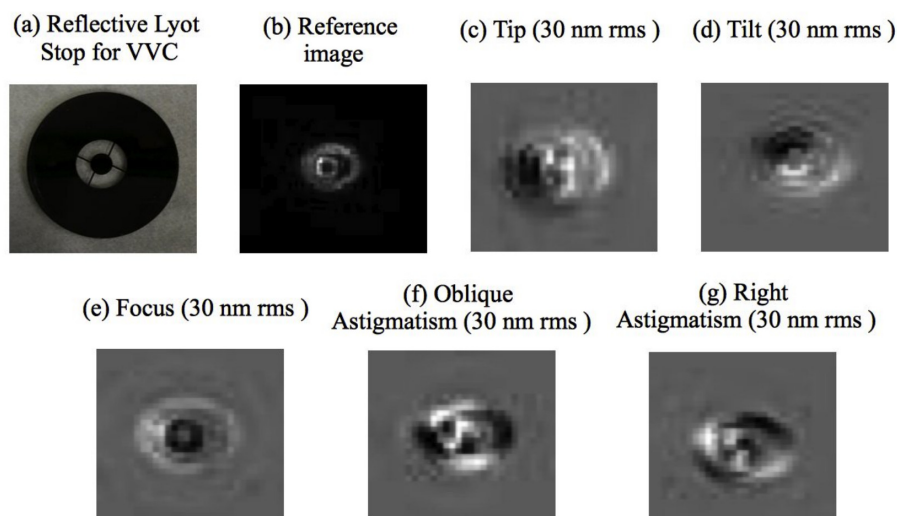 (a) Reflective Lyot
Stop for VVC
(b) Reference
image
(c) Tip (30 nm rms )
(d) Tilt (30 nm rms )
(e) Focus (30 nm rms )
(f) Oblique
Astigmatism (30 nm rms )
(g) Right
Astigmatism (30 nm rms )